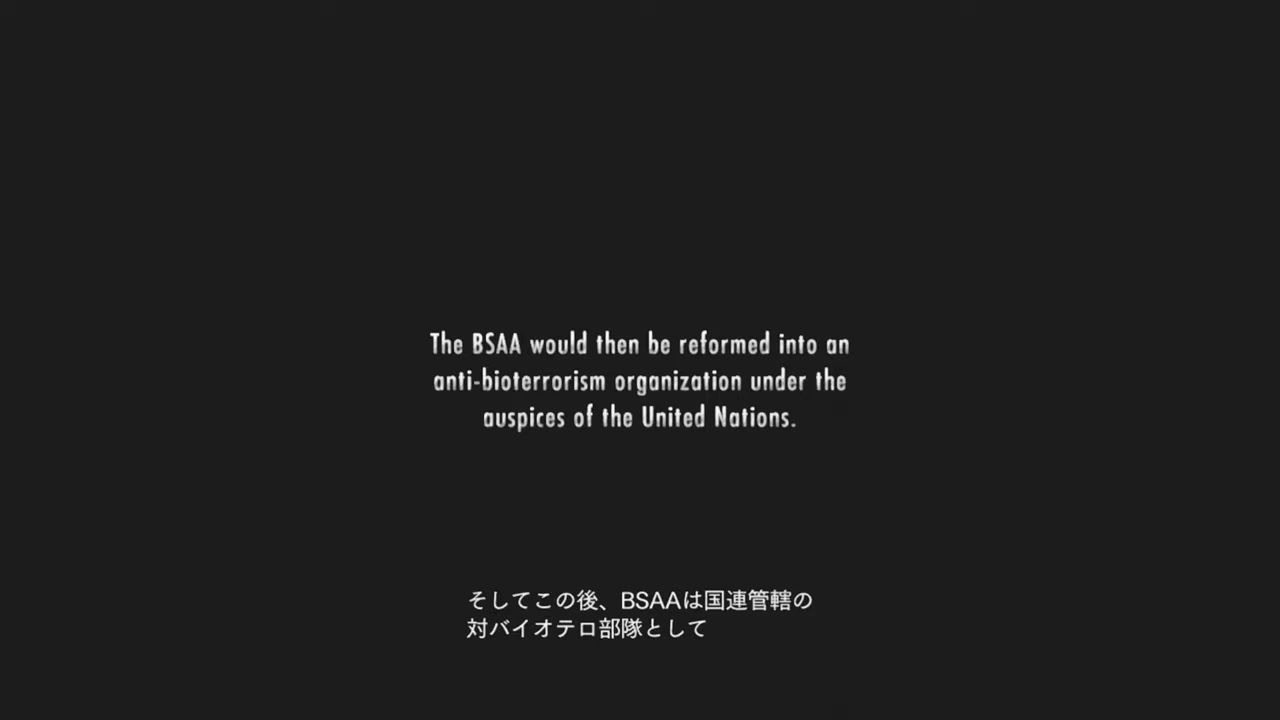 The BSAA would then be reformed into an
anti-bioterrorism organization under the
auspices of the United Nations.
そしてこの後、BSAAは国連管轄の
対バイオテロ部隊として